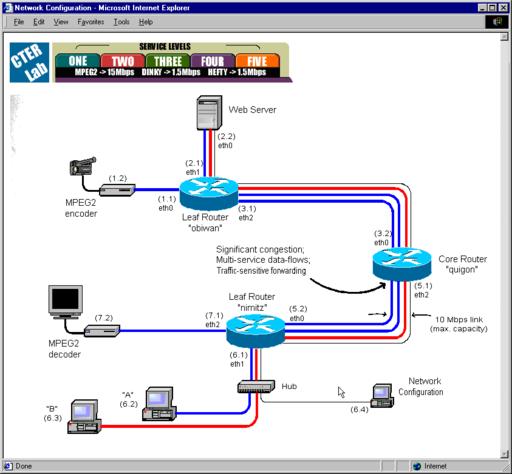 Network Configuration - Microsoft Internet Explorer
File Edit View Favorites Tools Help
CTER Lab
SERVICE LEVELS
ONE TWO THREE FOUR FIVE
MPEG2 -> 15Mbps DINKY -> 1.5Mbps HEFTY -> 1.5Mbps
Web Server
(2.2)
eth0
(2.1)
eth1
(1.2)
MPEG2
encoder
(1.1)
eth0
(3.1)
eth2
Leaf Router
"obiwan"
(3.2)
eth0
Significant congestion;
Multi-service data-flows;
Traffic-sensitive forwarding
Core Router
"quigon"
(5.1)
eth2
Leaf Router
"nimitz"
(5.2)
eth0
(7.1)
eth2
(7.2)
10 Mbps link
(max. capacity)
MPEG2
decoder
(6.1)
eth1
Hub
Network
Configuration
(6.4)
"A"
(6.2)
"B"
(6.3)
Done
Internet